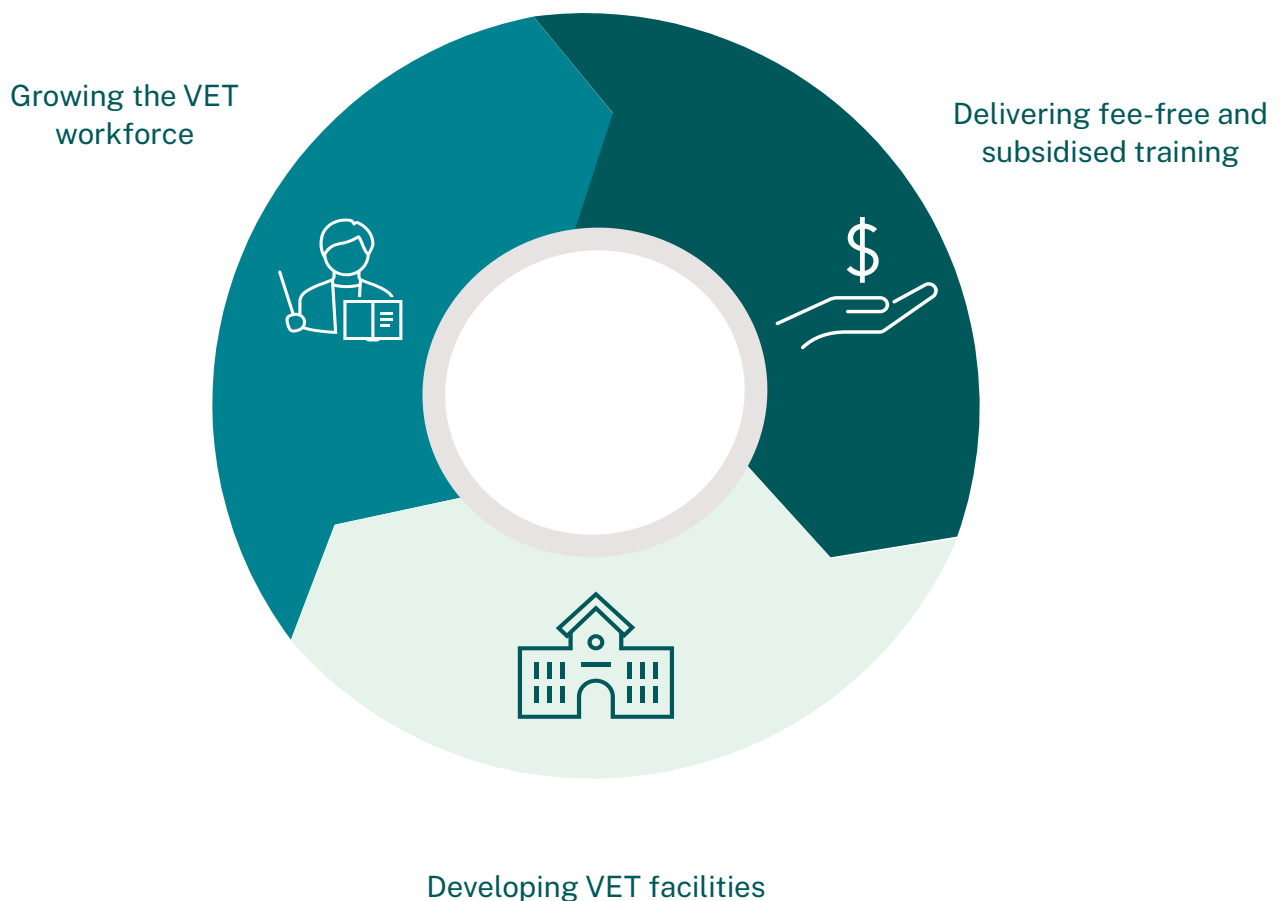 Growing the VET
workforce
Delivering fee-free and
subsidised training
$
Developing VET facilities